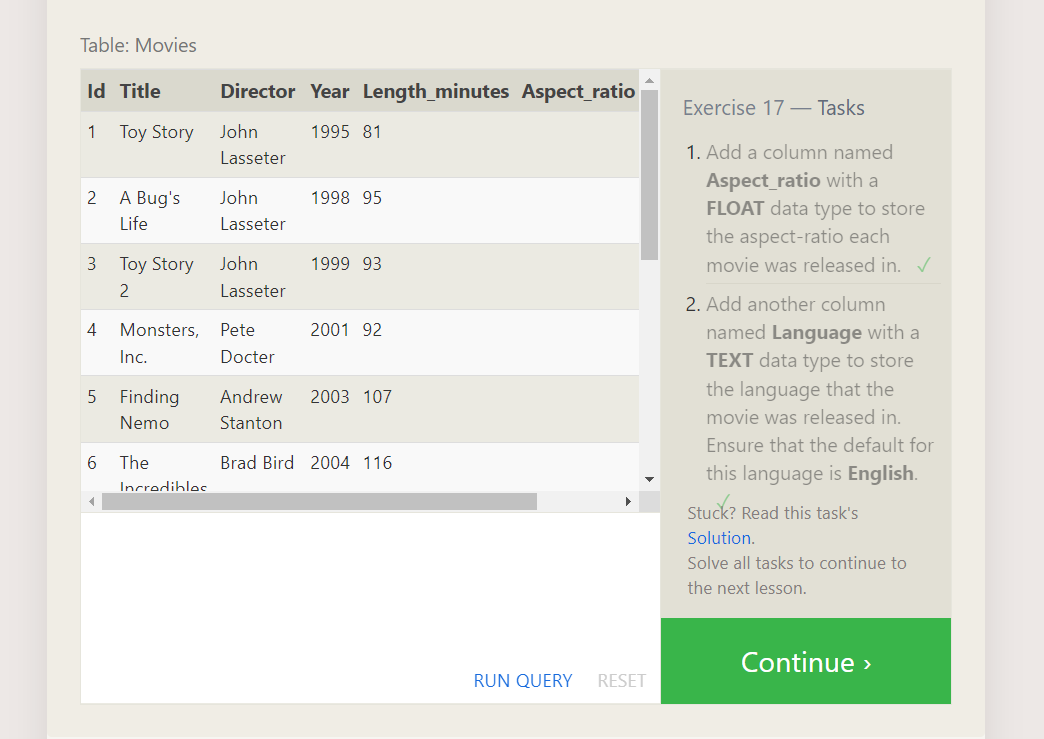 Table: Movies
Id Title Director Year Length_minutes Aspect_ratio
1 Toy Story John 1995 81
Lasseter
2 A Bug's John 1998 95
Life Lasseter
3 Toy Story John 1999 93
2 Lasseter
4 Monsters, Pete 2001 92
Inc. Docter
5 Finding Andrew 2003 107
Nemo Stanton
6 The Brad Bird 2004 116
Incredibles
RUN QUERY RESET
Exercise 17 — Tasks
1. Add a column named
Aspect_ratio with a
FLOAT data type to store
the aspect-ratio each
movie was released in. ✓
2. Add another column
named Language with a
TEXT data type to store
the language that the
movie was released in.
Ensure that the default for
this language is English.
✓
Stuck? Read this task's
Solution.
Solve all tasks to continue to
the next lesson.
Continue ›